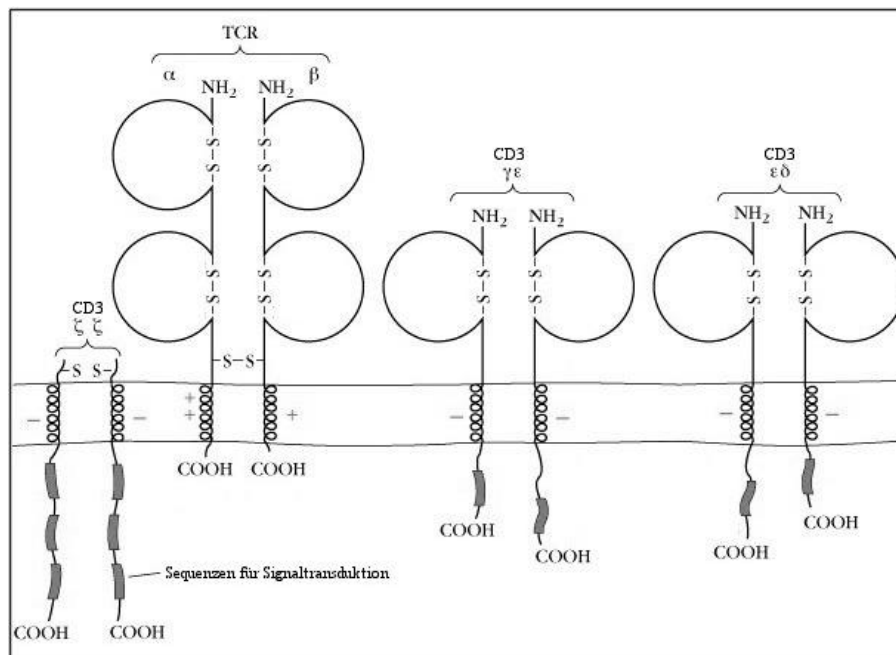 TCR
α β
NH₂ NH₂
S
S
S
S
CD3
γε
NH₂ NH₂
CD3
εδ
NH₂ NH₂
S
S
S
S
S
S
S
S
S
S
S
S
CD3
ζ ζ
S S
S–S
– – + + + – – – –
COOH COOH
COOH
COOH
COOH
COOH
Sequenzen für Signaltransduktion
COOH COOH